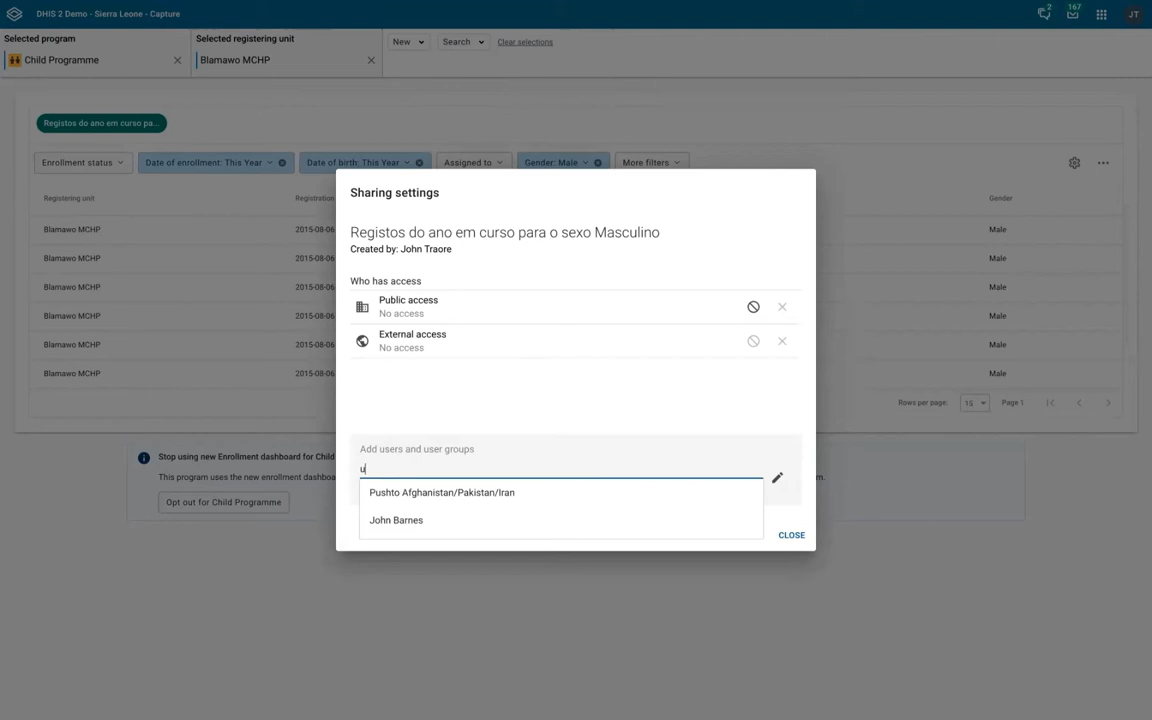 DHIS 2 Demo - Sierra Leone - Capture
2
167
JT
Selected program
Child Programme
Selected registering unit
Blamawo MCHP
New
Search
Clear selections
Registos do ano em curso pa...
Enrollment status
Date of enrollment: This Year
Date of birth: This Year
Assigned to
Gender: Male
More filters
Registering unit
Registration
Gender
Blamawo MCHP
2015-08-06
Male
Blamawo MCHP
2015-08-06
Male
Blamawo MCHP
2015-08-06
Male
Blamawo MCHP
2015-08-06
Male
Blamawo MCHP
2015-08-06
Male
Blamawo MCHP
2015-08-06
Male
Rows per page:
15
Page 1
Stop using new Enrollment dashboard for Child
This program uses the new enrollment dashboa
m.
Opt out for Child Programme
Sharing settings
Registos do ano em curso para o sexo Masculino
Created by: John Traore
Who has access
Public access
No access
External access
No access
Add users and user groups
u
Pushto Afghanistan/Pakistan/Iran
John Barnes
CLOSE